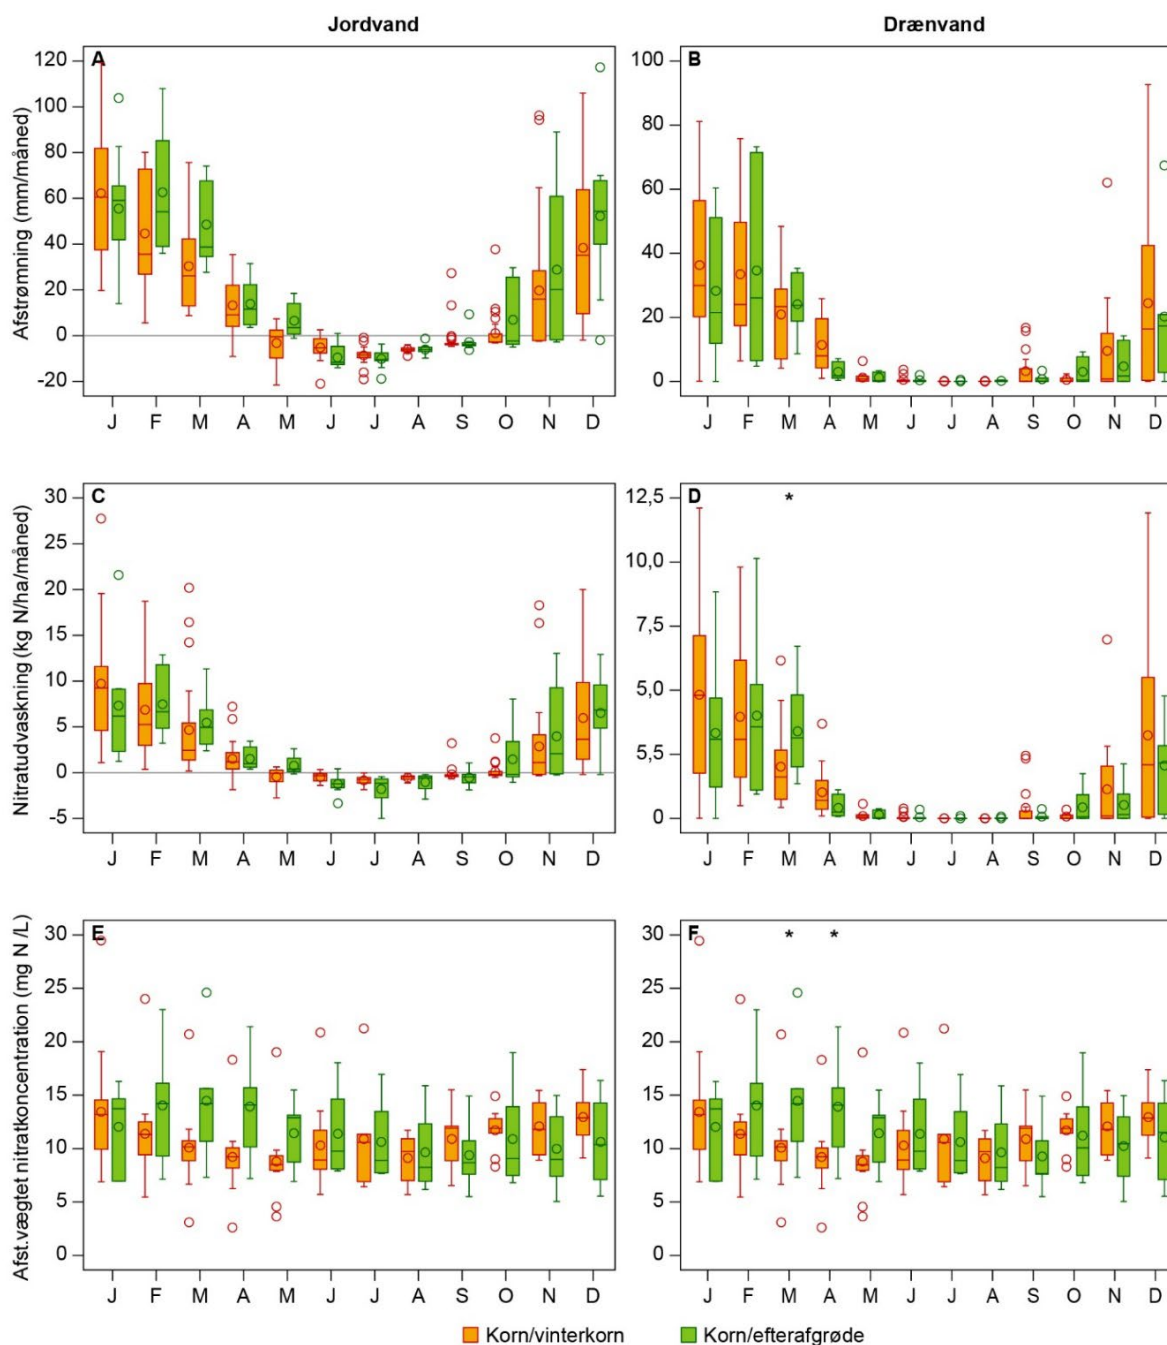 Jordvand
Drænvand
A
Afstrømning (mm/måned)
120
100
80
60
40
20
0
-20
J F M A M J J A S O N D
B
100
80
60
40
20
0
J F M A M J J A S O N D
C
Nitratudvaskning (kg N/ha/måned)
30
25
20
15
10
5
0
-5
J F M A M J J A S O N D
D
*
12,5
10,0
7,5
5,0
5,5
0
J F M A M J J A S O N D
E
Afst.vægtet nitratkoncentration (mg N /L)
30
25
20
15
10
5
0
J F M A M J J A S O N D
F
* *
30
25
20
15
10
5
0
J F M A M J J A S O N D
Korn/vinterkorn
Korn/efterafgrøde